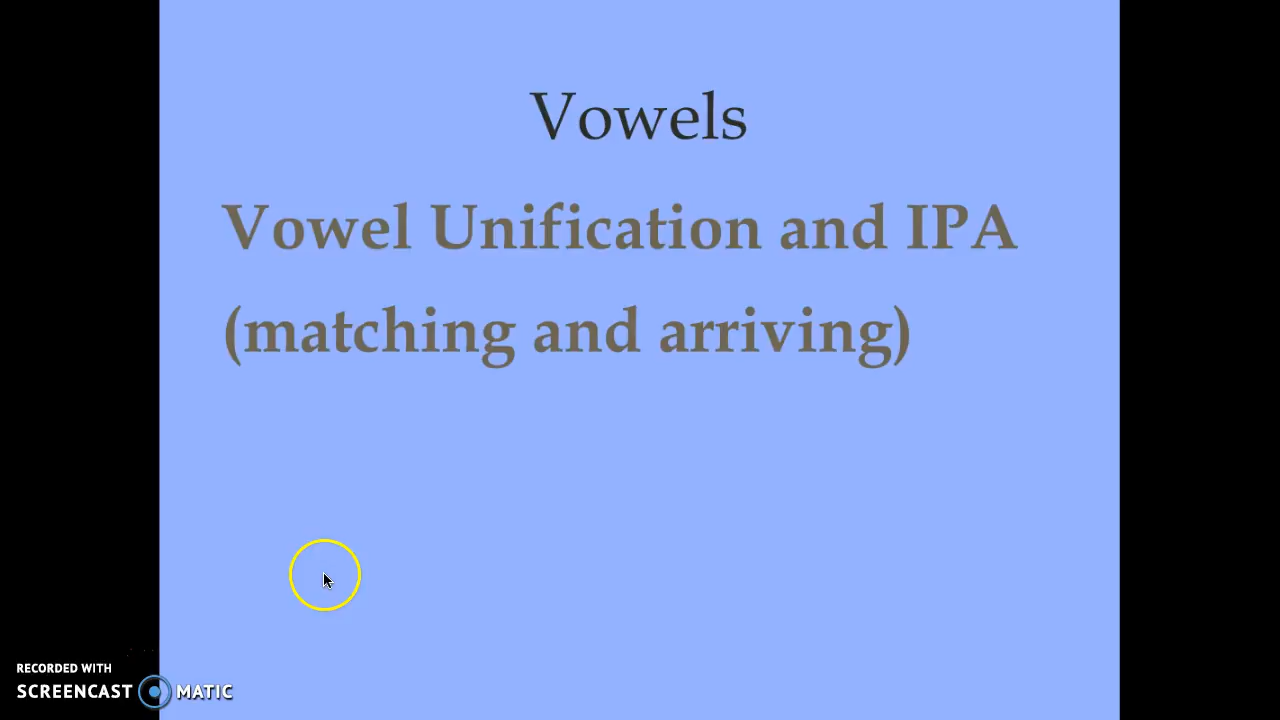 Vowels
Vowel Unification and IPA
(matching and arriving)
RECORDED WITH
SCREENCAST MATIC